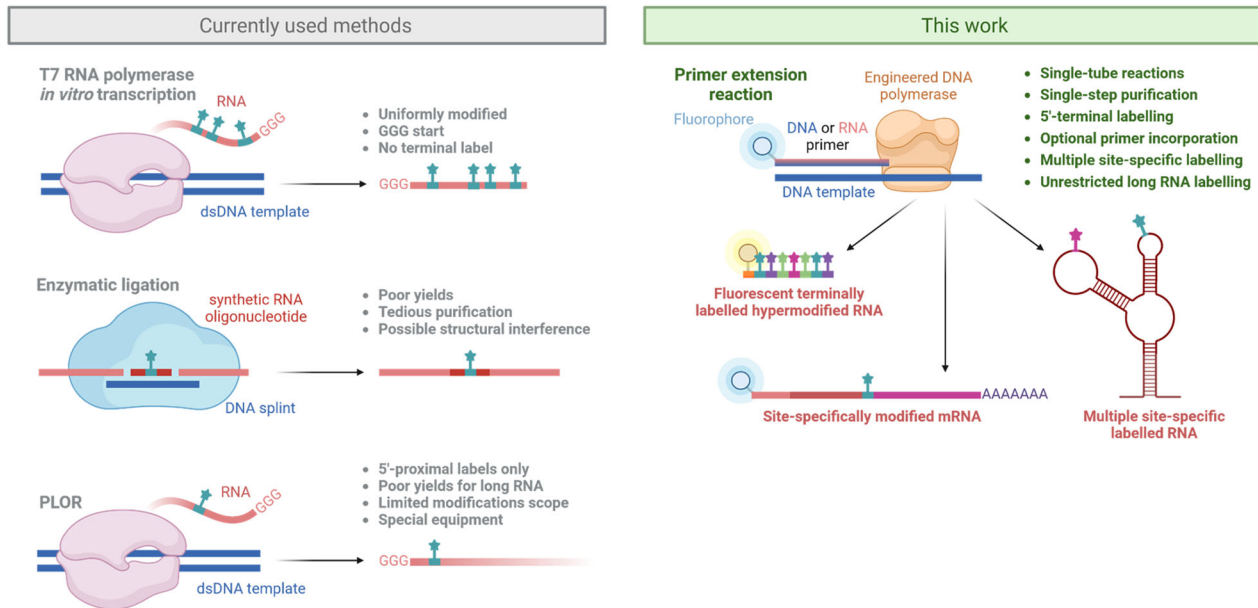 Currently used methods
T7 RNA polymerase
in vitro transcription
RNA
GGG
dsDNA template
• Uniformly modified
• GGG start
• No terminal label
GGG
Enzymatic ligation
synthetic RNA
oligonucleotide
DNA splint
• Poor yields
• Tedious purification
• Possible structural interference
PLOR
RNA
GGG
dsDNA template
• 5'-proximal labels only
• Poor yields for long RNA
• Limited modifications scope
• Special equipment
GGG
This work
Primer extension
reaction
Fluorophore
DNA or RNA
primer
Engineered DNA
polymerase
DNA template
• Single-tube reactions
• Single-step purification
• 5'-terminal labelling
• Optional primer incorporation
• Multiple site-specific labelling
• Unrestricted long RNA labelling
Fluorescent terminally
labelled hypermodified RNA
AAAAAAA
Site-specifically modified mRNA
Multiple site-specific
labelled RNA